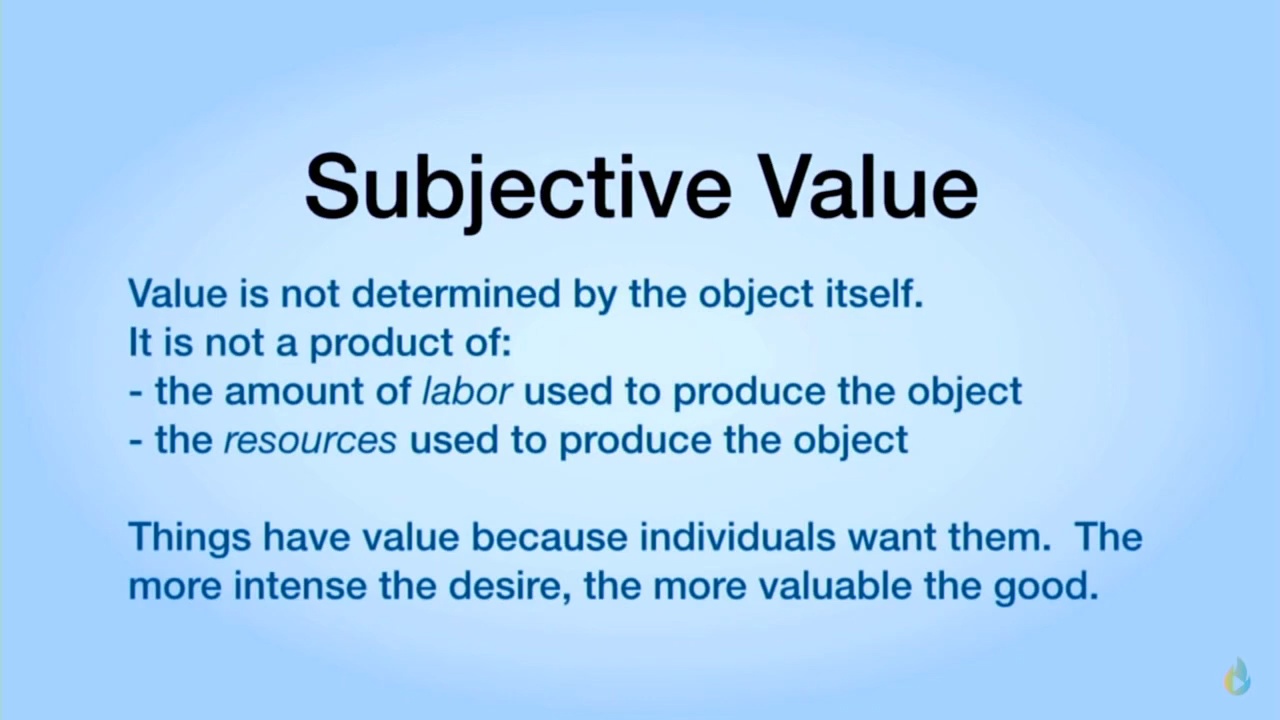 Subjective Value
Value is not determined by the object itself.
It is not a product of:
- the amount of labor used to produce the object
- the resources used to produce the object
Things have value because individuals want them.  The
more intense the desire, the more valuable the good.